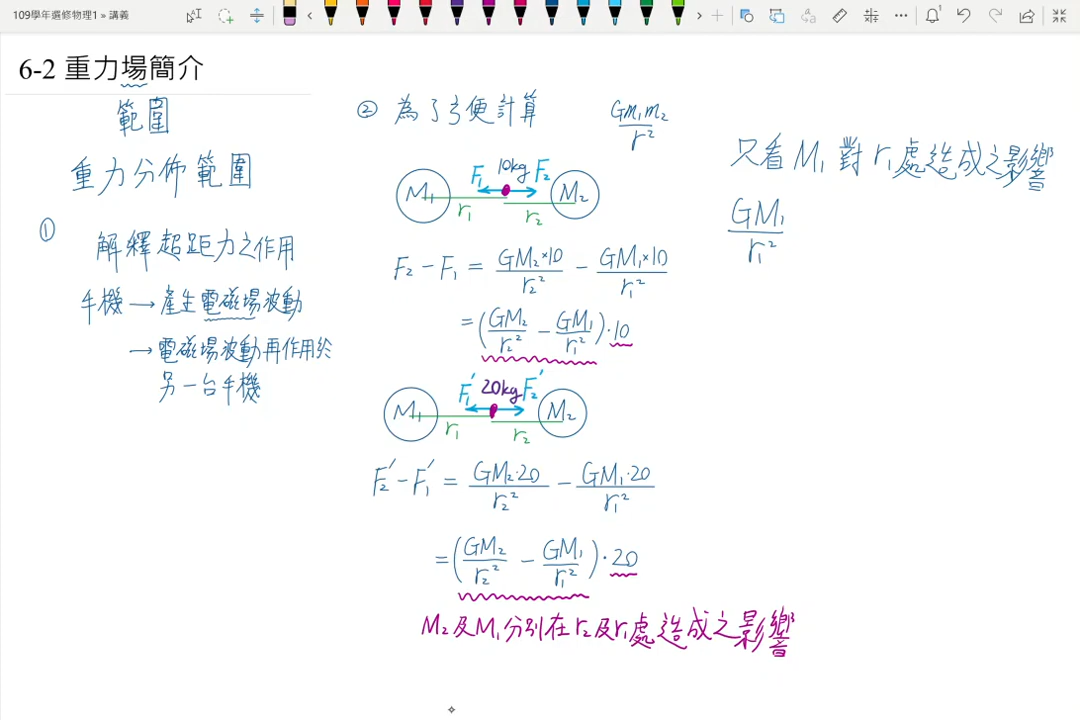 109學年選修物理1 » 講義
6-2 重力場簡介
範圍
重力分佈範圍
①
解釋超距力之作用
手機→產生電磁場波動
→電磁場波動再作用於
另一台手機
② 為了方便計算 Gm₁m₂/r²
10kg
F₁ F₂
M₁ M₂
r₁ r₂
F₂ - F₁ = GM₂×10/r₂² - GM₁×10/r₁²
= (GM₂/r₂² - GM₁/r₁²)·10
20kg
F₁' F₂'
M₁ M₂
r₁ r₂
F₂' - F₁' = GM₂·20/r₂² - GM₁·20/r₁²
= (GM₂/r₂² - GM₁/r₁²)·20
M₂及M₁分別在r₂及r₁處造成之影響
只看M₁對r₁處造成之影響
GM₁/r₁²